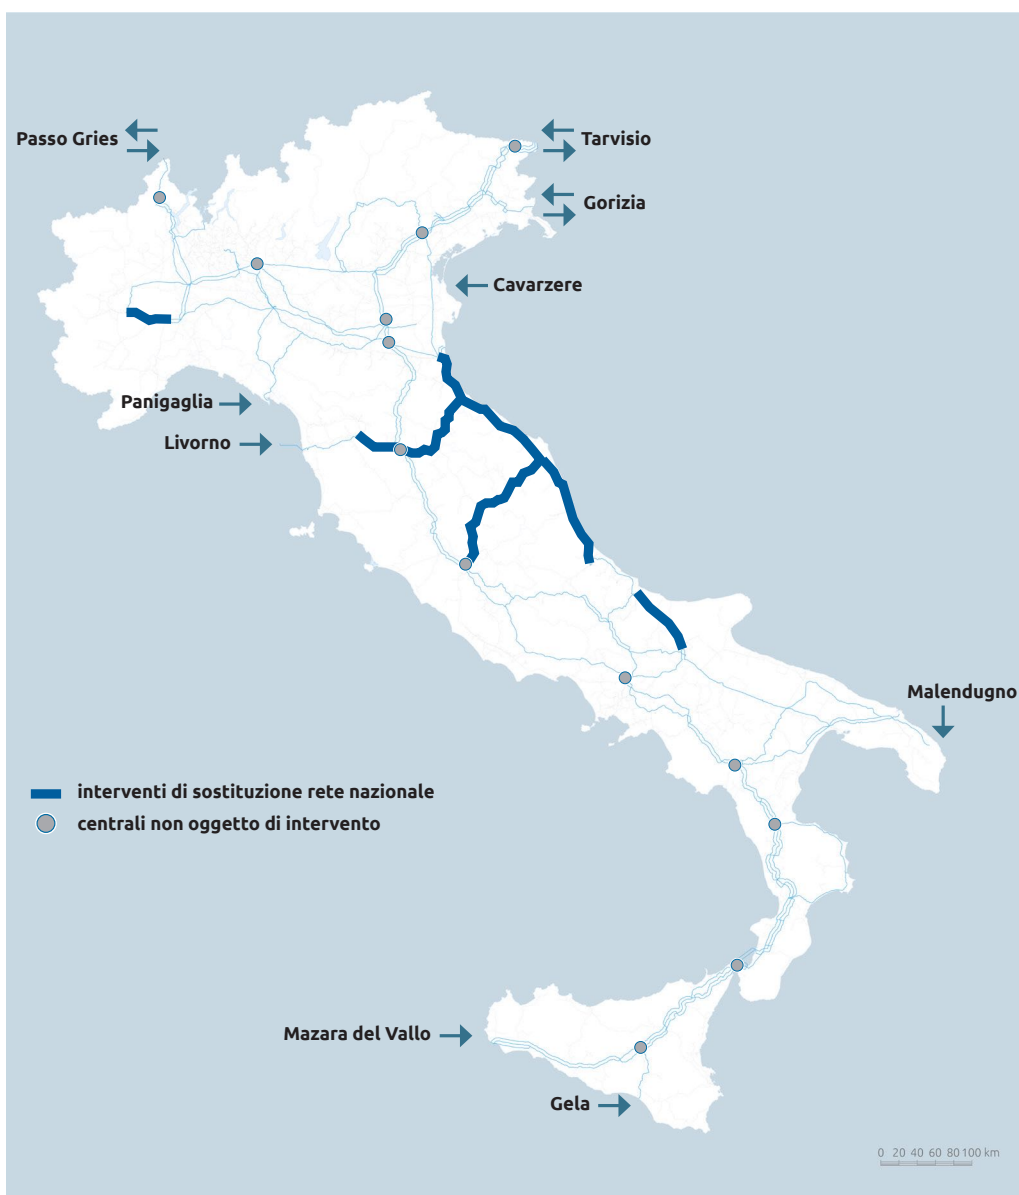 Passo Gries
Tarvisio
Gorizia
Cavarzere
Panigaglia
Livorno
Malendugno
interventi di sostituzione rete nazionale
centrali non oggetto di intervento
Mazara del Vallo
Gela
0 20 40 60 80 100 km